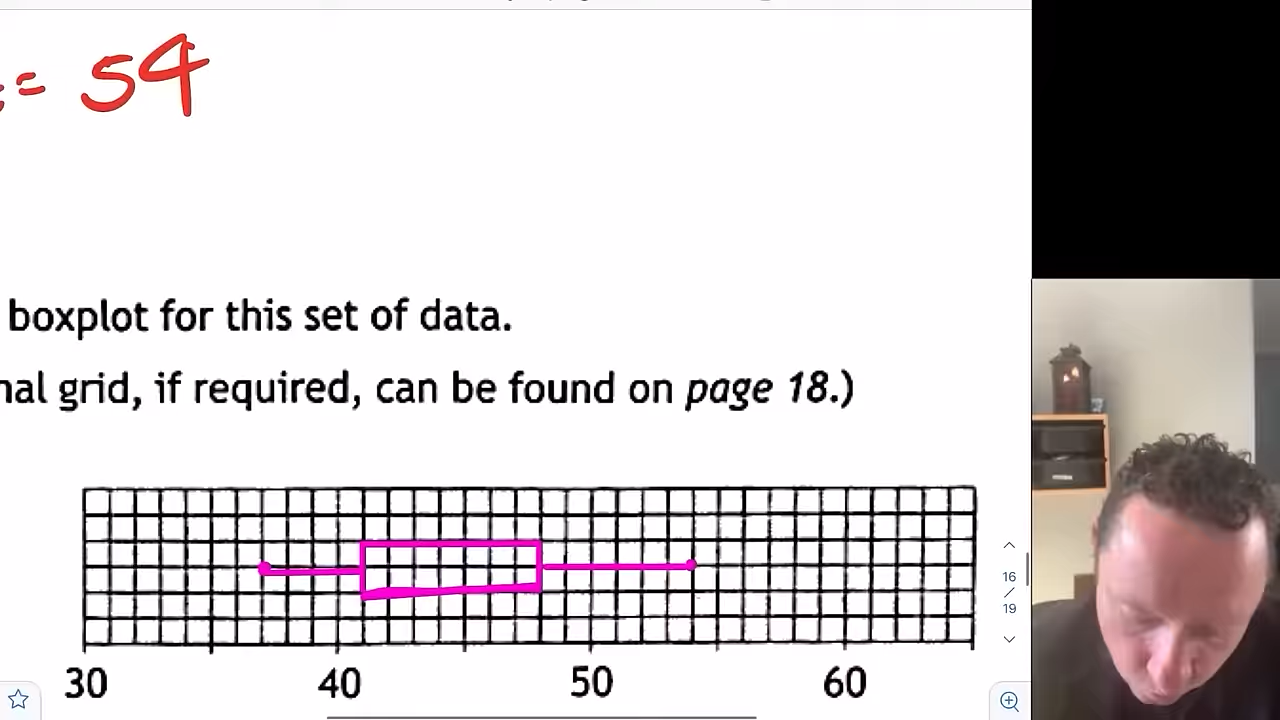 = 54
boxplot for this set of data.
nal grid, if required, can be found on page 18.)
30 40 50 60
16
/
19